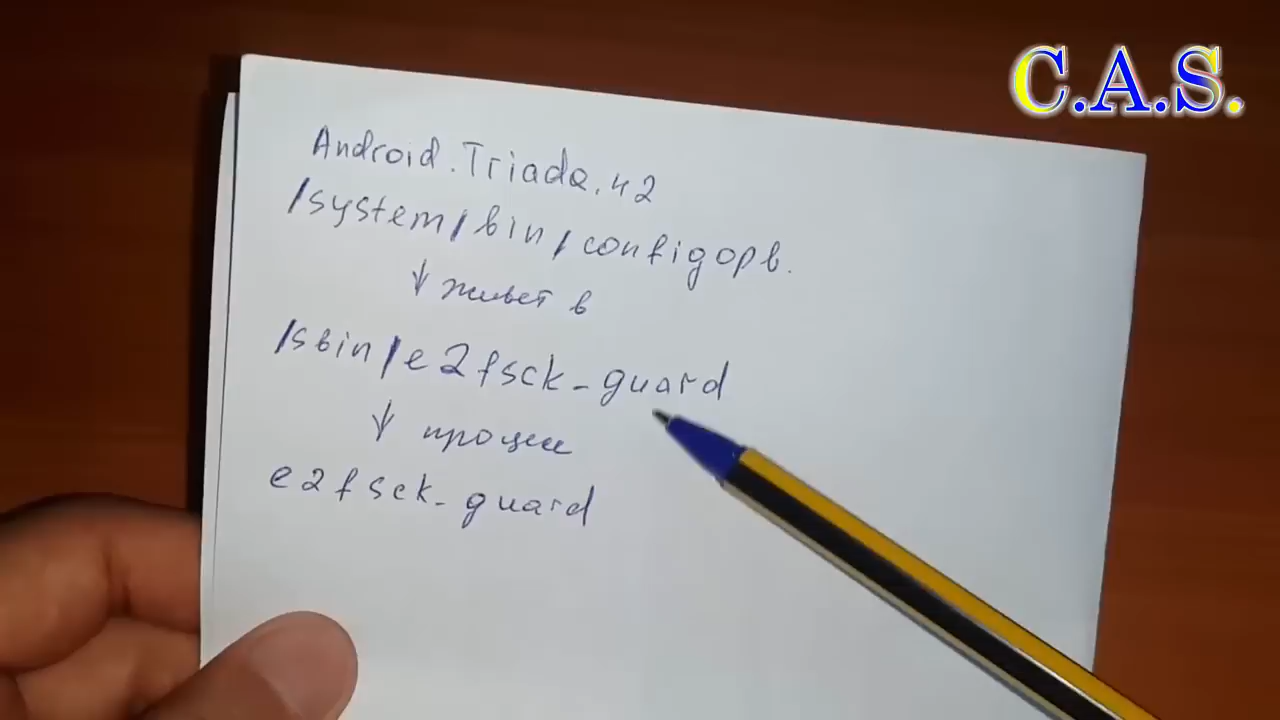 C.A.S.
Android.Triada.42
/system/bin/configopb.
↓ живет в
/sbin/e2fsck-guard
↓ процесс
e2fsck-guard